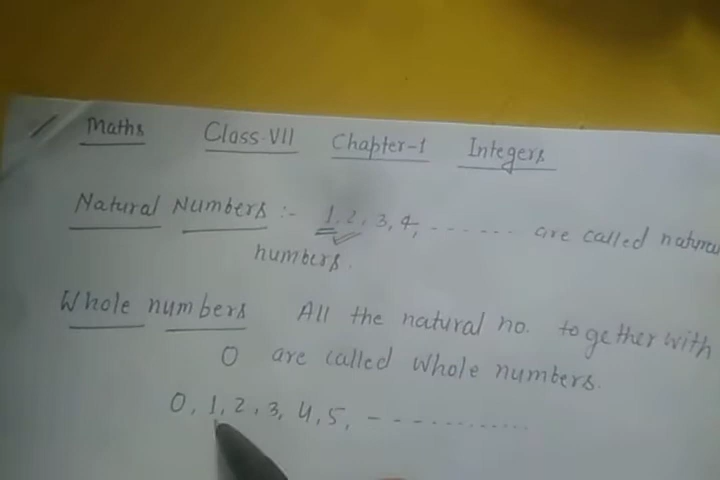 Maths Class-VII Chapter-1 Integers
Natural Numbers :- 1, 2, 3, 4, ------- are called natural
numbers.
Whole numbers All the natural no. together with
0 are called Whole numbers.
0, 1, 2, 3, 4, 5, ------------